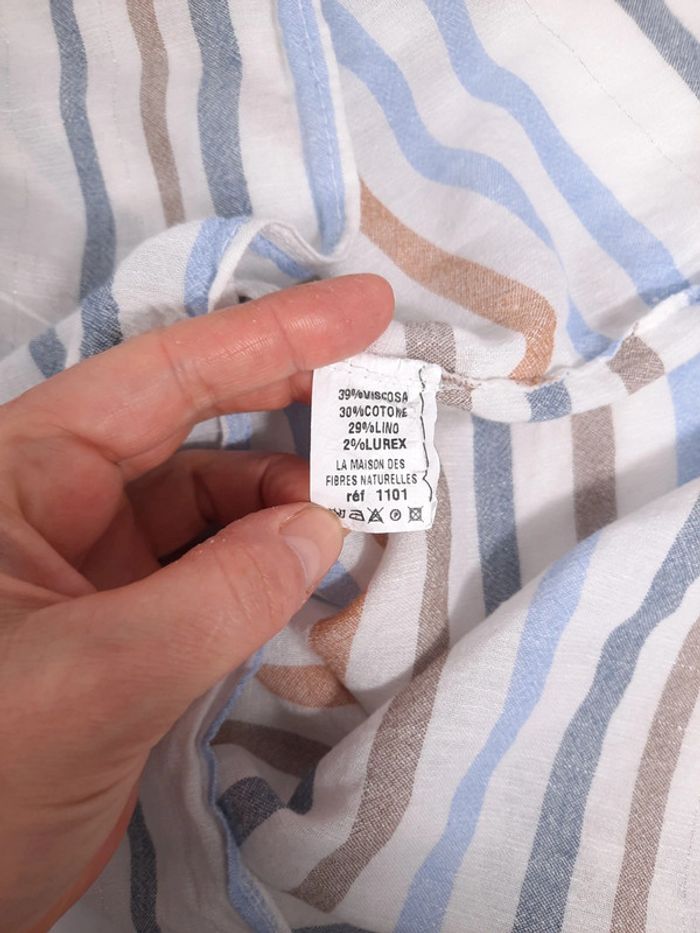 39%VISCOSA
30%COTONE
29%LINO
2%LUREX
LA MAISON DES
FIBRES NATURELLES
réf 1101